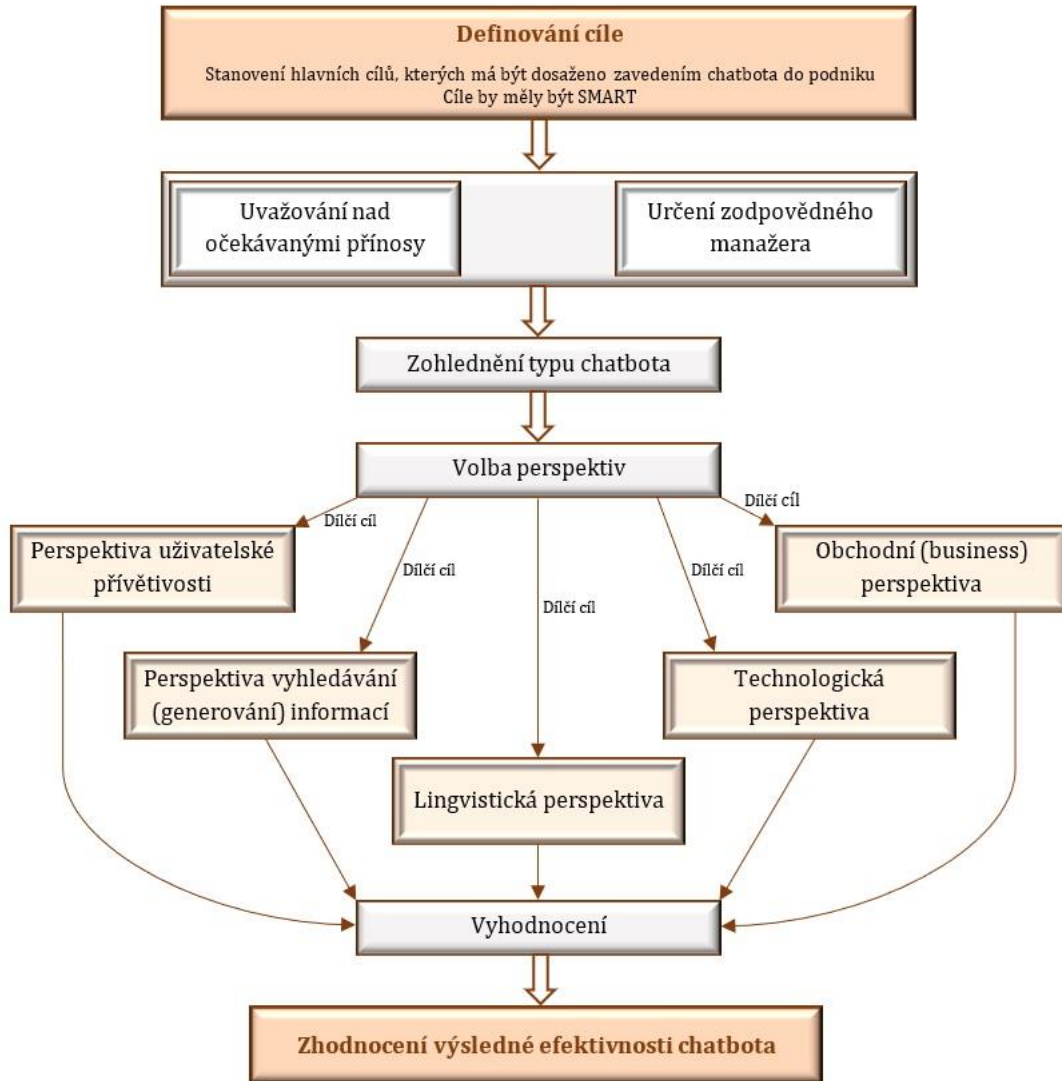 Definování cíle
Stanovení hlavních cílů, kterých má být dosaženo zavedením chatbota do podniku
Cíle by měly být SMART
Uvažování nad
očekávanými přínosy
Určení zodpovědného
manažera
Zohlednění typu chatbota
Volba perspektiv
Dílčí cíl
Dílčí cíl
Dílčí cíl
Dílčí cíl
Dílčí cíl
Perspektiva uživatelské
přívětivosti
Obchodní (business)
perspektiva
Perspektiva vyhledávání
(generování) informací
Technologická
perspektiva
Lingvistická perspektiva
Vyhodnocení
Zhodnocení výsledné efektivnosti chatbota